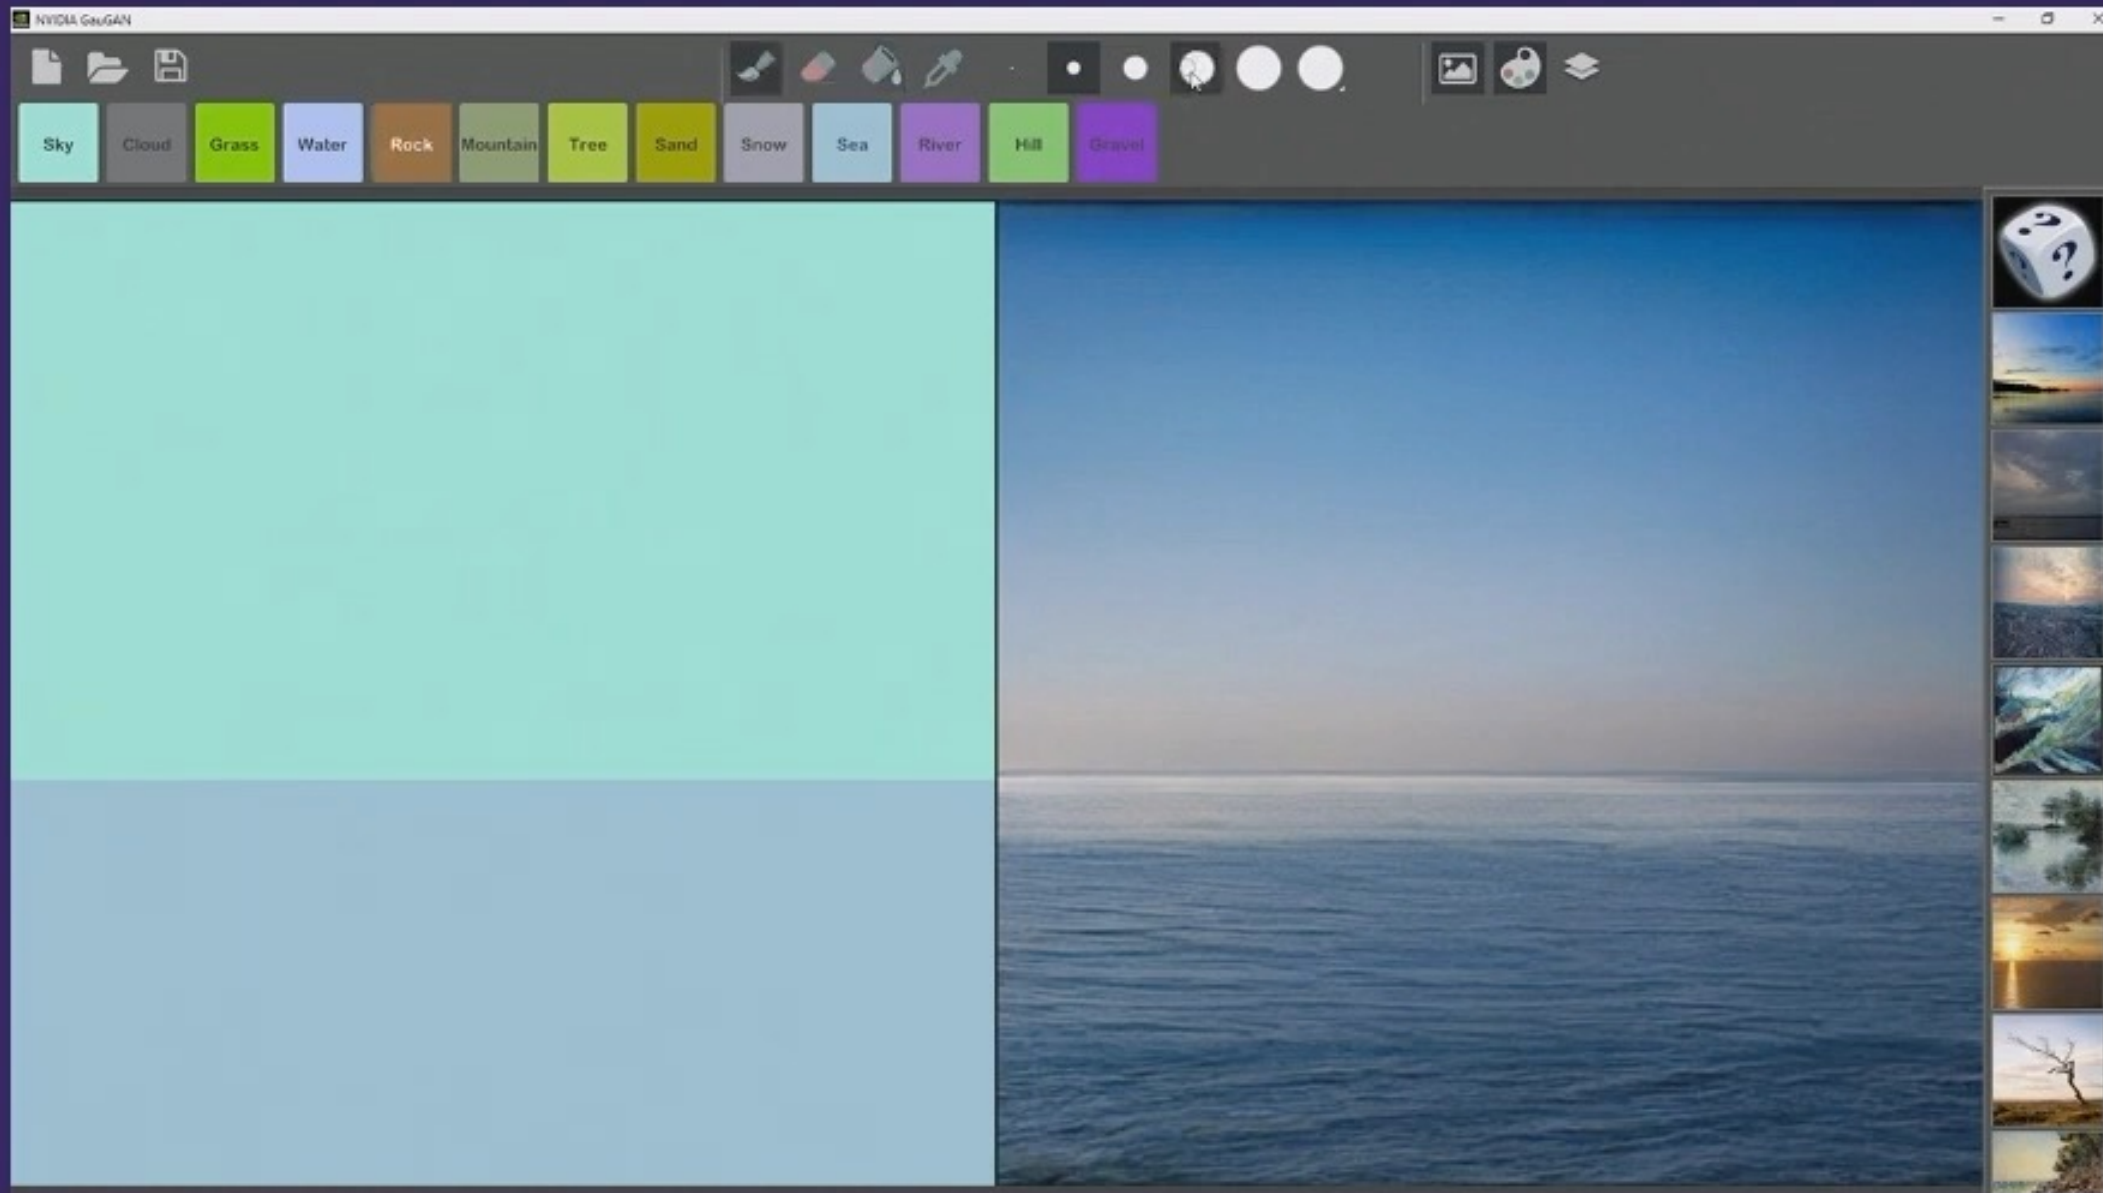 NVIDIA GauGAN
Sky Cloud Grass Water Rock Mountain Tree Sand Snow Sea River Hill Gravel
? ? ?